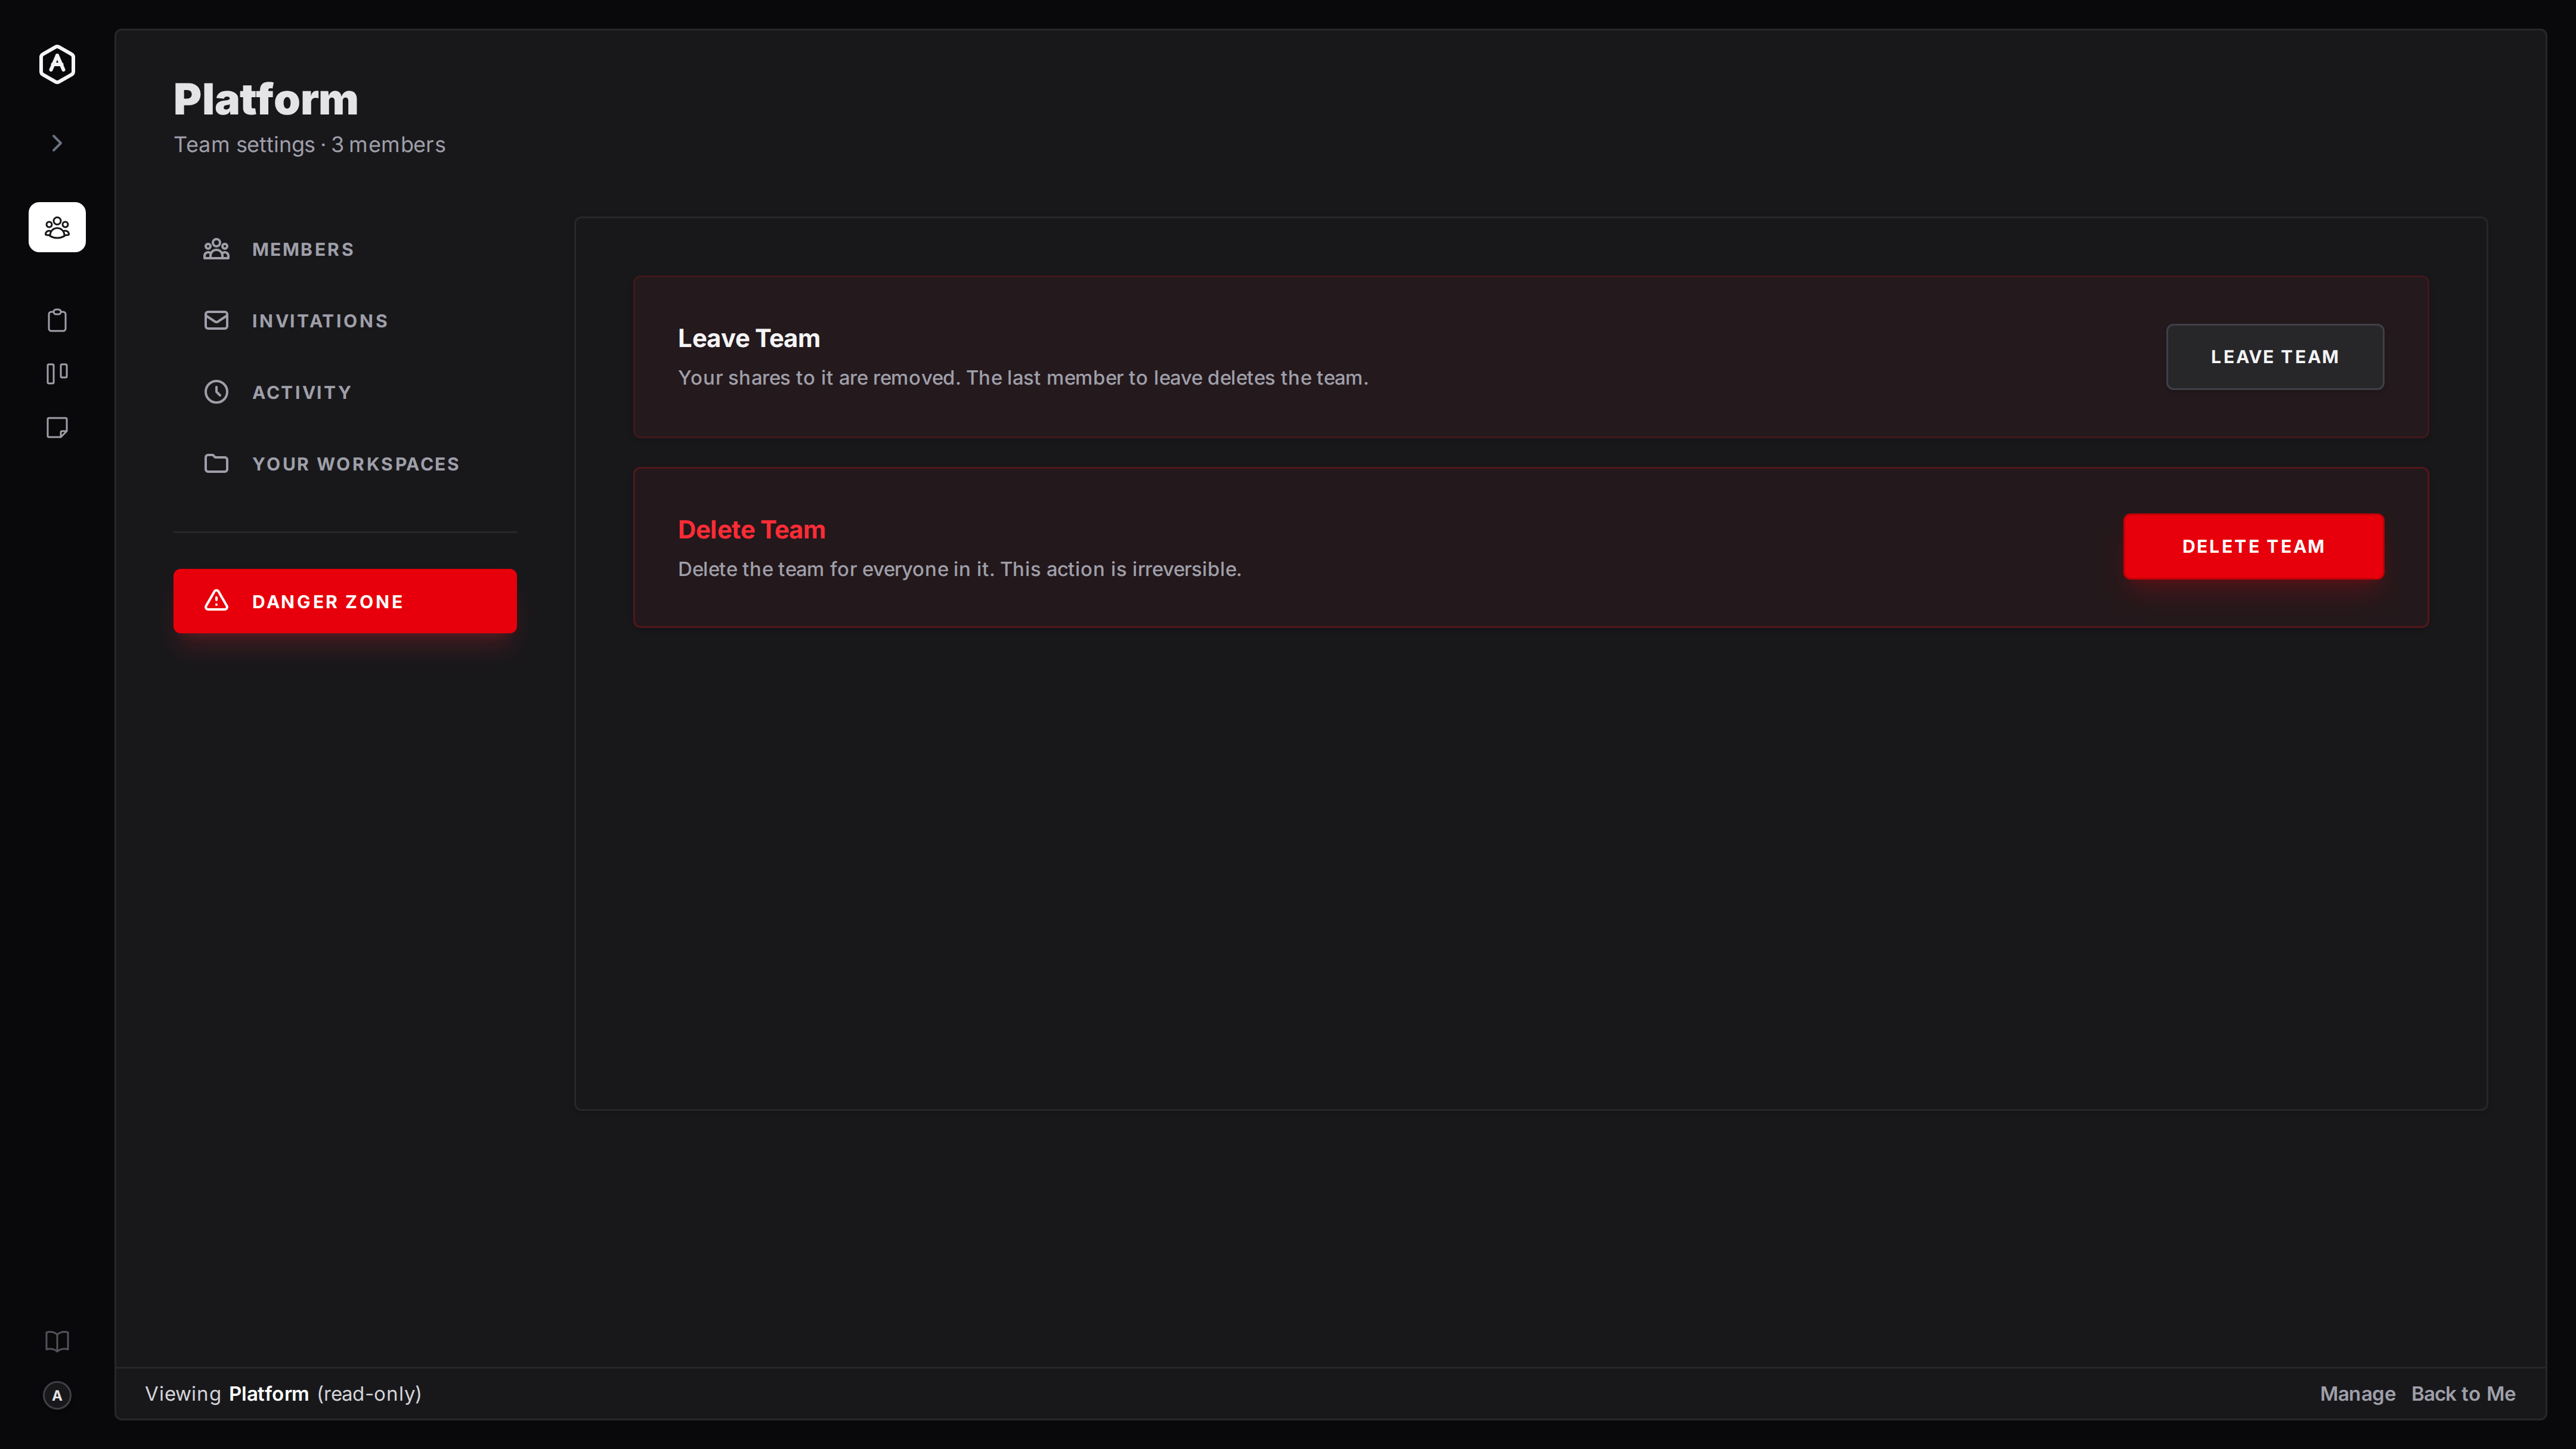 Platform
Team settings · 3 members
MEMBERS
INVITATIONS
ACTIVITY
YOUR WORKSPACES
DANGER ZONE
Leave Team
Your shares to it are removed. The last member to leave deletes the team.
LEAVE TEAM
Delete Team
Delete the team for everyone in it. This action is irreversible.
DELETE TEAM
A
Viewing Platform (read-only)
Manage Back to Me